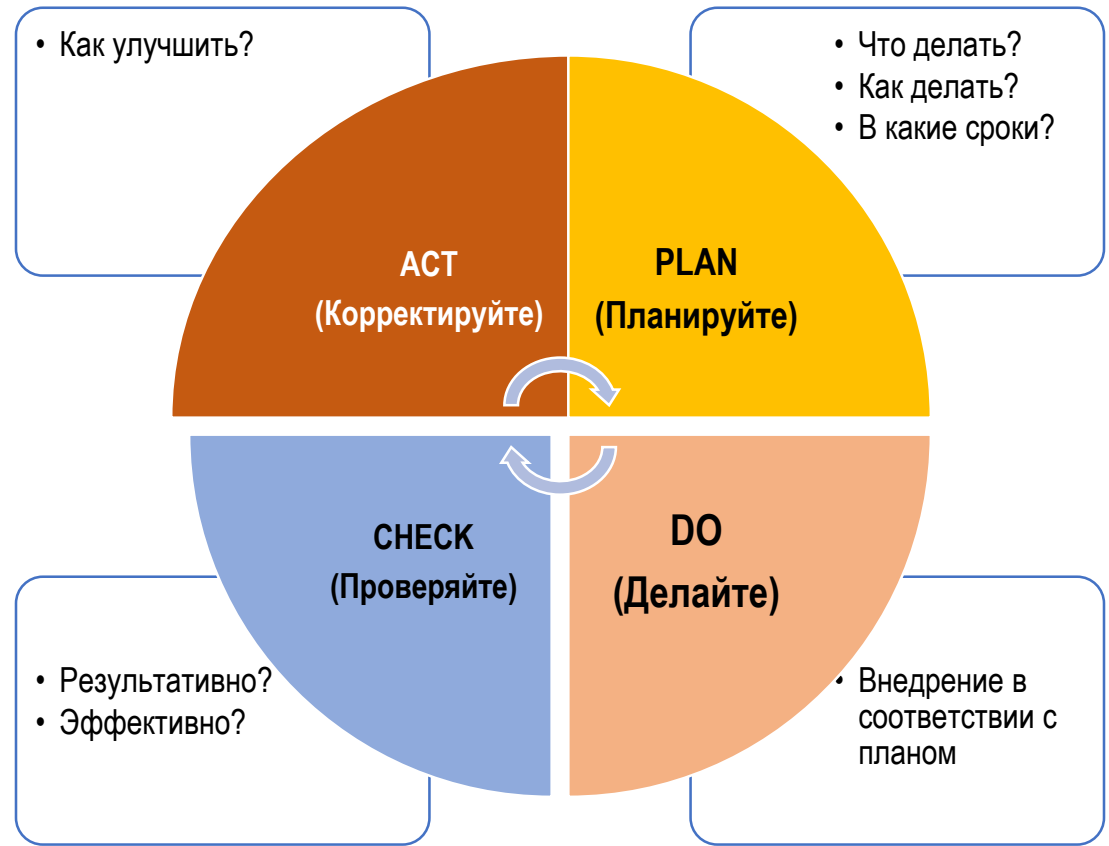 • Как улучшить?
• Что делать?
• Как делать?
• В какие сроки?
ACT
(Корректируйте)
PLAN
(Планируйте)
CHECK
(Проверяйте)
DO
(Делайте)
• Результативно?
• Эффективно?
• Внедрение в
соответствии с
планом